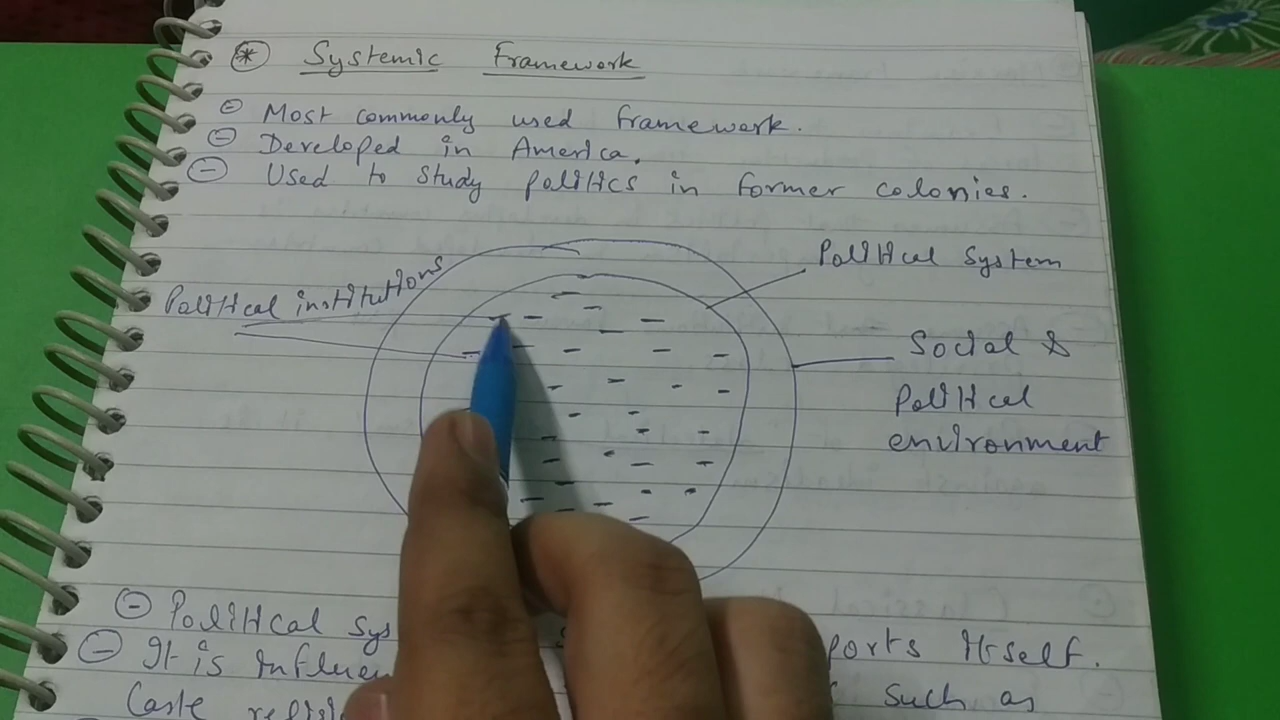 * Systemic Framework
Most commonly used framework.
Developed in America.
Used to study politics in former colonies.
Political institutions
Political system
Social &
Political
environment
Political sys ports itself.
It is influen such as
Caste